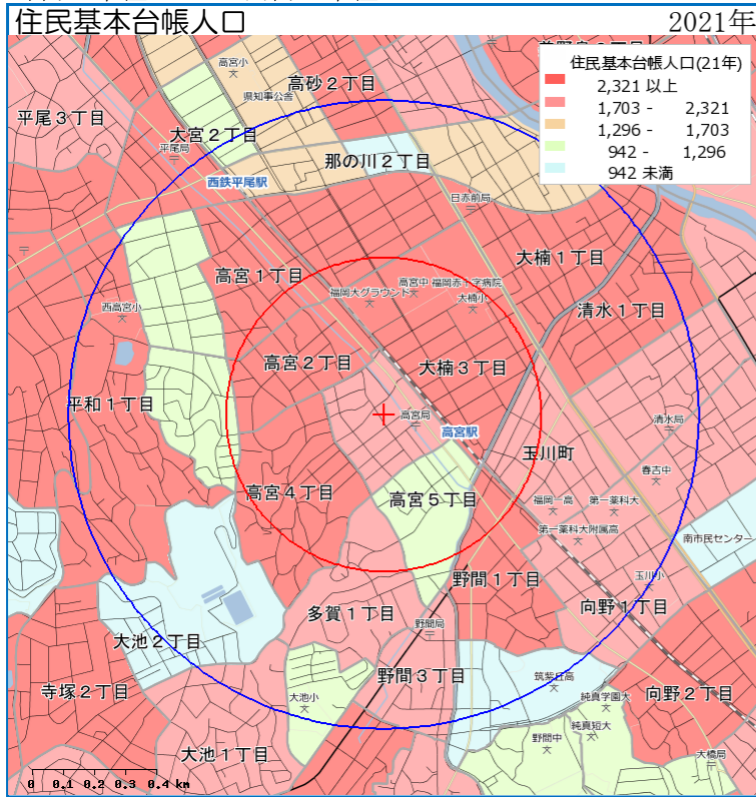 住民基本台帳人口
2021年
住民基本台帳人口(21年)
2,321 以上
1,703 - 2,321
1,296 - 1,703
942 - 1,296
942 未満
高宮小
高砂2丁目
県知事公舎
平尾3丁目
大宮2丁目
平尾局
那の川2丁目
西鉄平尾駅
日赤前局
大楠1丁目
高宮1丁目
高宮中
福岡赤十字病院
福岡大グラウンド
大楠小
西高宮小
清水1丁目
高宮2丁目
大楠3丁目
平和1丁目
高宮局
清水局
高宮駅
玉川町
春吉中
高宮4丁目
高宮5丁目
福岡一高
第一薬科大
第一薬科大附属高
南市民センター
野間1丁目
玉川小
多賀1丁目
向野1丁目
野間局
大池2丁目
野間3丁目
筑紫丘高
寺塚2丁目
大池小
純真学園大
向野2丁目
純真短大
野間中
大池1丁目
大橋局
0 0.1 0.2 0.3 0.4 km